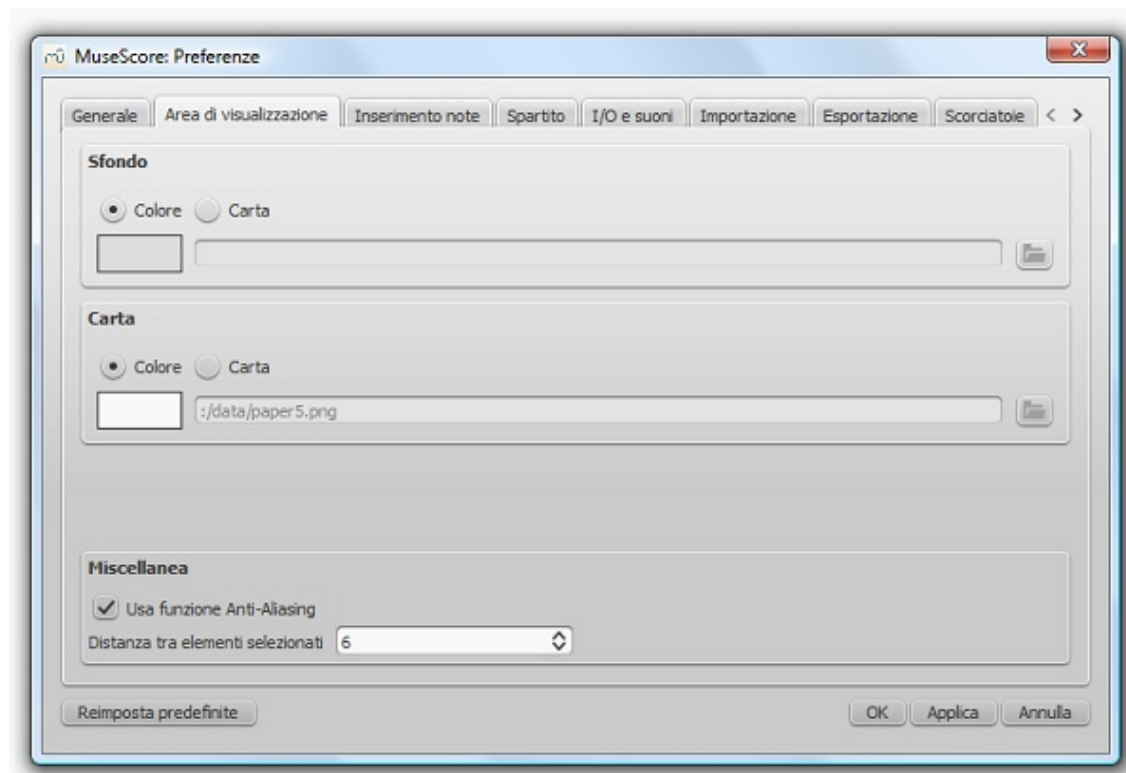 MuseScore: Preferenze
Generale Area di visualizzazione Inserimento note Spartito I/O e suoni Importazione Esportazione Scorciatoie < >
Sfondo
Colore Carta
Carta
Colore Carta
:/data/paper5.png
Miscellanea
Usa funzione Anti-Aliasing
Distanza tra elementi selezionati 6
Reimposta predefinite OK Applica Annulla